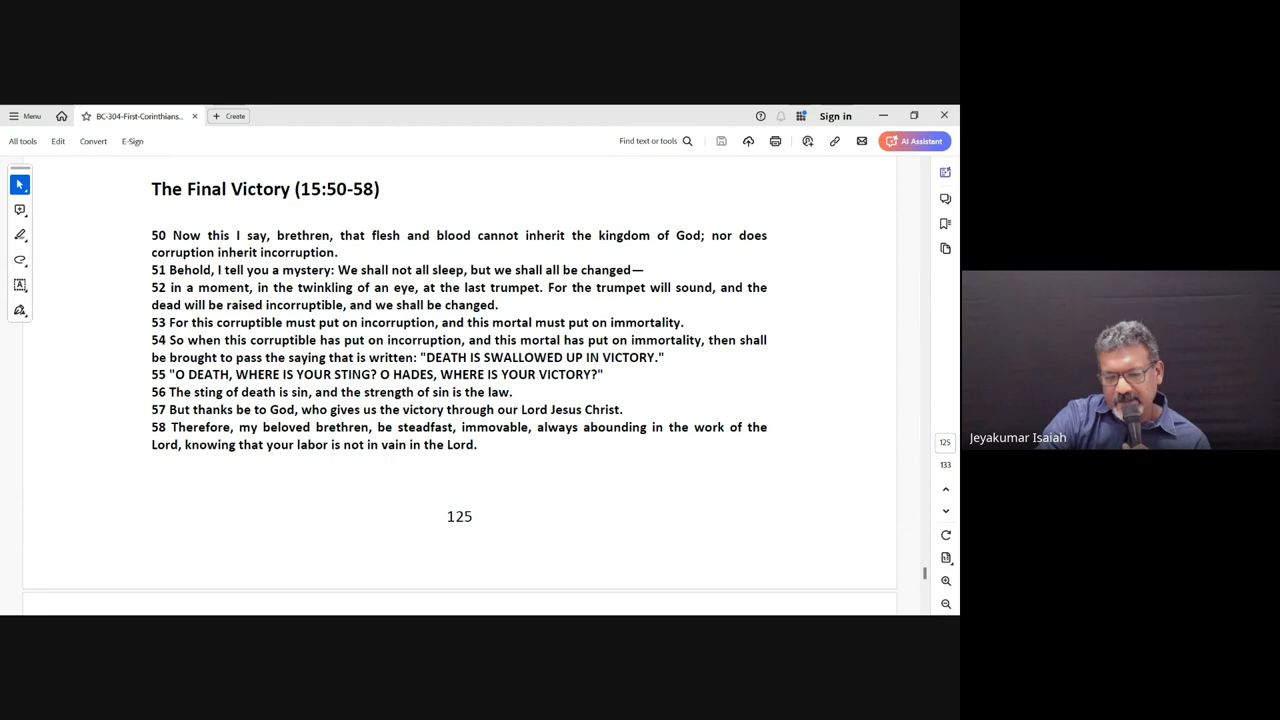 Menu
BC-304-First-Corinthians...
Create
Sign in
All tools
Edit
Convert
E-Sign
Find text or tools
AI Assistant
The Final Victory (15:50-58)
50 Now this I say, brethren, that flesh and blood cannot inherit the kingdom of God; nor does
corruption inherit incorruption.
51 Behold, I tell you a mystery: We shall not all sleep, but we shall all be changed—
52 in a moment, in the twinkling of an eye, at the last trumpet. For the trumpet will sound, and the
dead will be raised incorruptible, and we shall be changed.
53 For this corruptible must put on incorruption, and this mortal must put on immortality.
54 So when this corruptible has put on incorruption, and this mortal has put on immortality, then shall
be brought to pass the saying that is written: "DEATH IS SWALLOWED UP IN VICTORY."
55 "O DEATH, WHERE IS YOUR STING? O HADES, WHERE IS YOUR VICTORY?"
56 The sting of death is sin, and the strength of sin is the law.
57 But thanks be to God, who gives us the victory through our Lord Jesus Christ.
58 Therefore, my beloved brethren, be steadfast, immovable, always abounding in the work of the
Lord, knowing that your labor is not in vain in the Lord.
125
125
133
Jeyakumar Isaiah